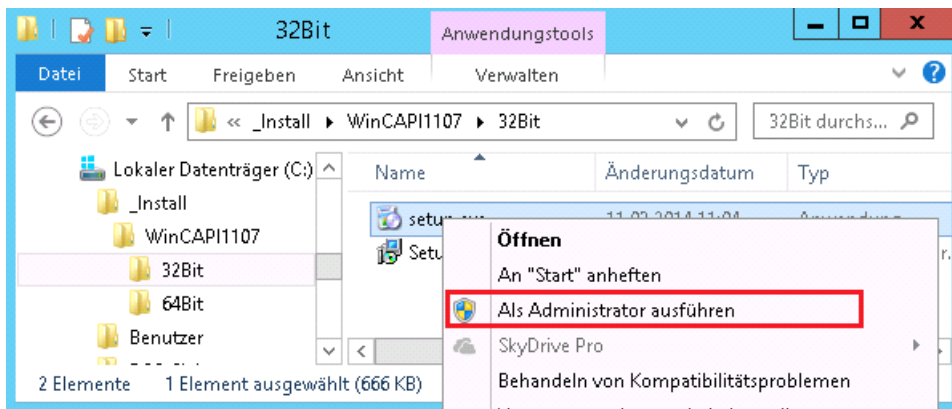 32Bit Anwendungstools
Datei Start Freigeben Ansicht Verwalten
« _Install WinCAPI1107 32Bit 32Bit durchs...
Lokaler Datenträger (C:) Name Änderungsdatum Typ
_Install
WinCAPI1107
32Bit
64Bit
Benutzer
Öffnen
An "Start" anheften
Als Administrator ausführen
SkyDrive Pro
Behandeln von Kompatibilitätsproblemen
2 Elemente 1 Element ausgewählt (666 KB)